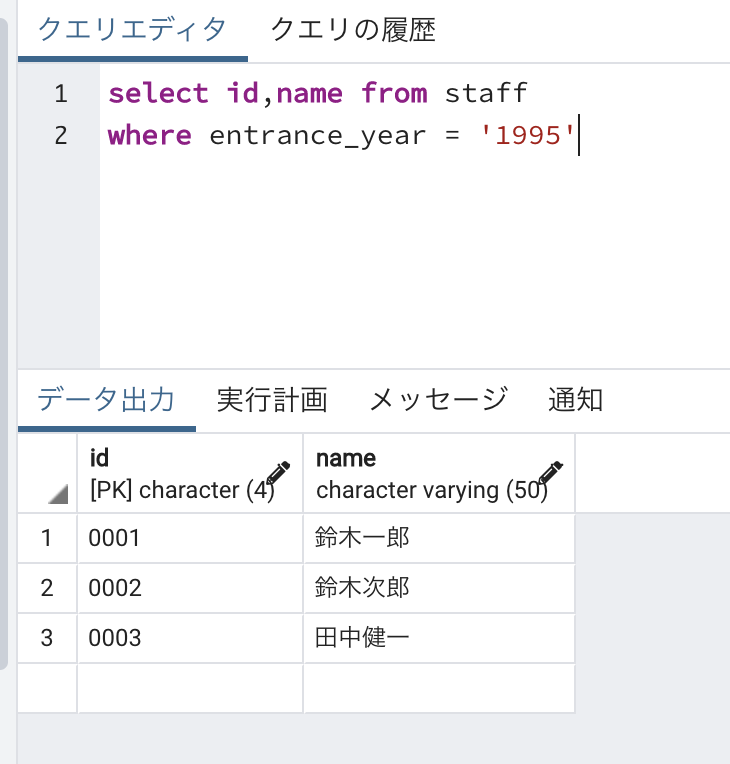 クエリエディタ クエリの履歴
1 select id,name from staff
2 where entrance_year = '1995'
データ出力 実行計画 メッセージ 通知
id name
[PK] character (4) character varying (50)
1 0001 鈴木一郎
2 0002 鈴木次郎
3 0003 田中健一